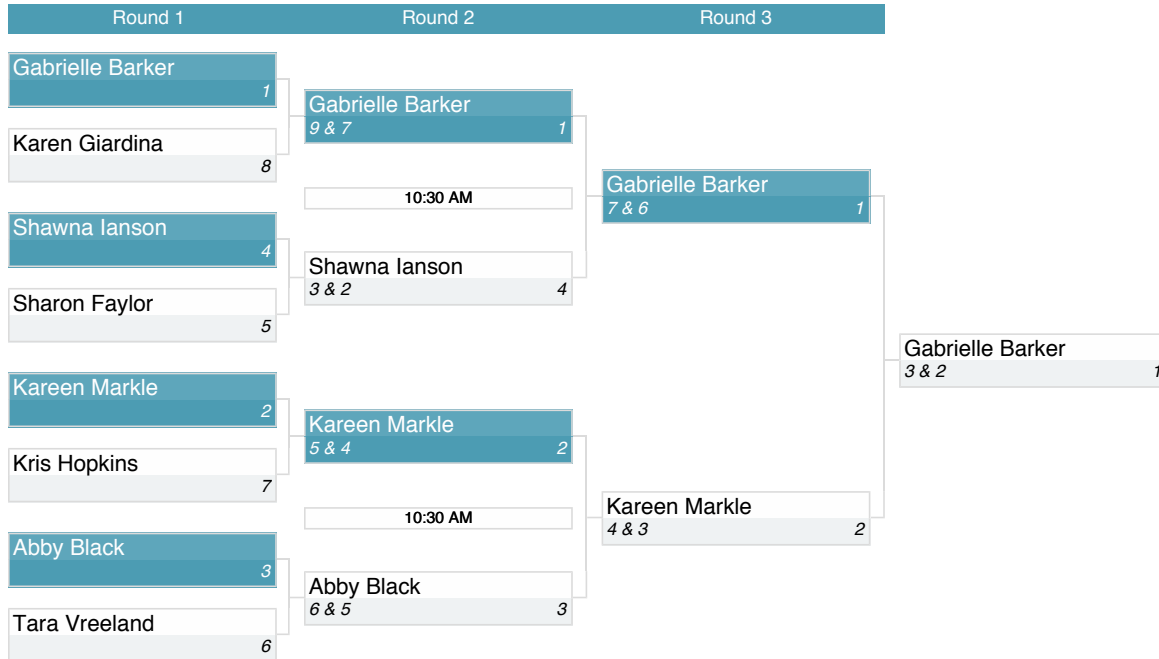 Round 1 Round 2 Round 3
Gabrielle Barker
1
Karen Giardina
8
Shawna Ianson
4
Sharon Faylor
5
Kareen Markle
2
Kris Hopkins
7
Abby Black
3
Tara Vreeland
6
Gabrielle Barker
9 & 7 1
10:30 AM
Shawna Ianson
3 & 2 4
Kareen Markle
5 & 4 2
10:30 AM
Abby Black
6 & 5 3
Gabrielle Barker
7 & 6 1
Kareen Markle
4 & 3 2
Gabrielle Barker
3 & 2 1